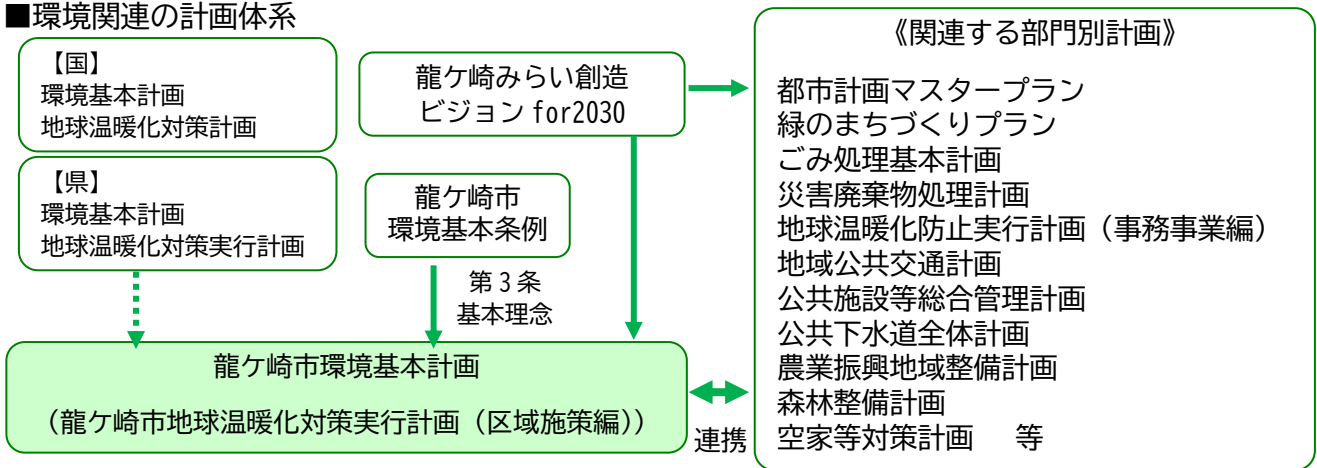 ■環境関連の計画体系
【国】
環境基本計画
地球温暖化対策計画
【県】
環境基本計画
地球温暖化対策実行計画
龍ケ崎みらい創造
ビジョン for2030
龍ケ崎市
環境基本条例
第3条
基本理念
龍ケ崎市環境基本計画
（龍ケ崎市地球温暖化対策実行計画（区域施策編））
連携
《関連する部門別計画》
都市計画マスタープラン
緑のまちづくりプラン
ごみ処理基本計画
災害廃棄物処理計画
地球温暖化防止実行計画（事務事業編）
地域公共交通計画
公共施設等総合管理計画
公共下水道全体計画
農業振興地域整備計画
森林整備計画
空家等対策計画　等